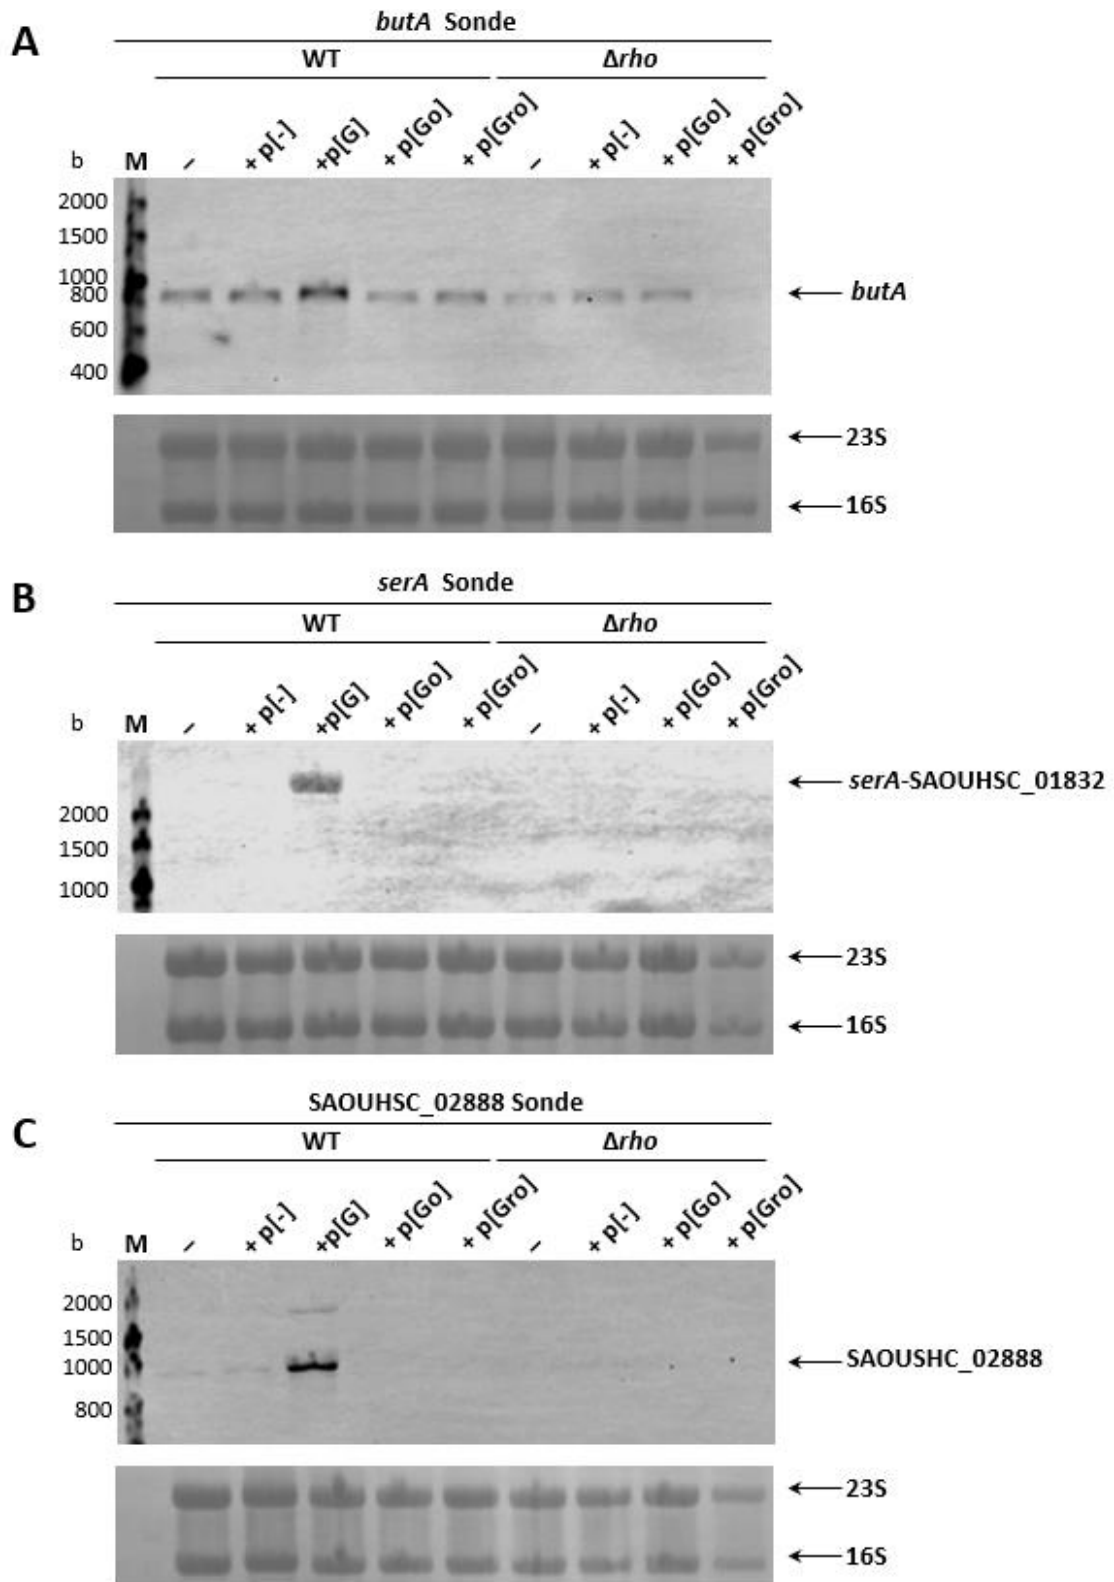 A
butA Sonde
WT Δrho
b M – + p[-] +p[G] + p[Go] + p[Gro] – + p[-] + p[Go] + p[Gro]
2000
1500
1000
800
butA
600
400
23S
16S
B
serA Sonde
WT Δrho
b M – + p[-] +p[G] + p[Go] + p[Gro] – + p[-] + p[Go] + p[Gro]
serA-SAOUHSC_01832
2000
1500
1000
23S
16S
C
SAOUHSC_02888 Sonde
WT Δrho
b M – + p[-] +p[G] + p[Go] + p[Gro] – + p[-] + p[Go] + p[Gro]
2000
1500
1000
SAOUSHC_02888
800
23S
16S